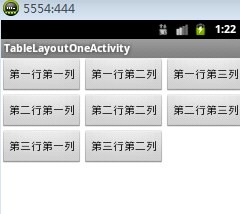 5554:444
1:22
TableLayoutOneActivity
第一行第一列 第一行第二列 第一行第三列
第二行第一列 第二行第二列 第二行第三列
第三行第一列 第三行第二列